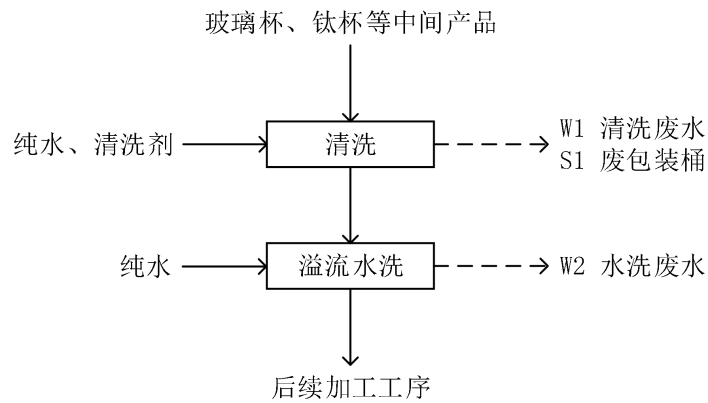 玻璃杯、钛杯等中间产品
纯水、清洗剂
清洗
W1 清洗废水
S1 废包装桶
纯水
溢流水洗
W2 水洗废水
后续加工工序